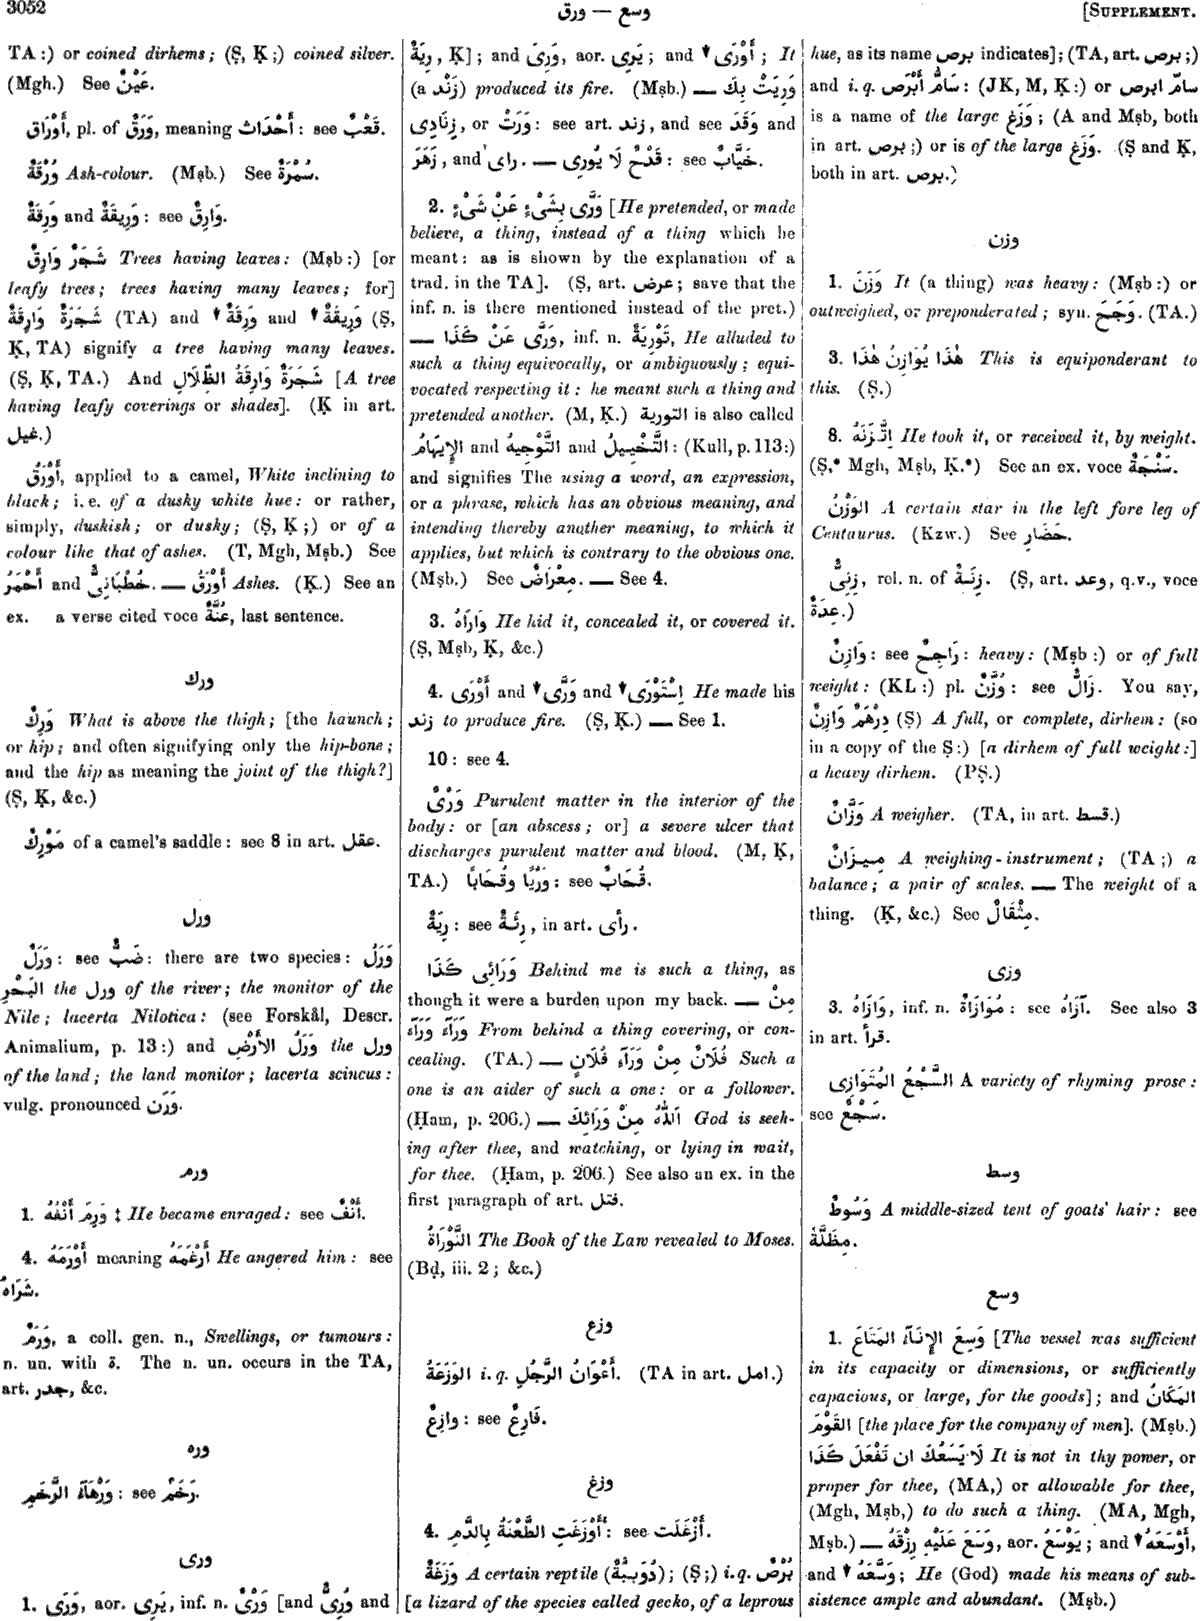 3052
وسع — ورق
[SUPPLEMENT.
TA:) or coined dirhems; (Ṣ, Ḳ;) coined silver.
(Mgh.) See عَيْنٌ.
أَوْرَاق, pl. of وَرَقٌ, meaning أَحْدَاث: see قَعْبٌ.
وُرْقَةٌ Ash-colour. (Mṣb.) See سُمْرَةٌ.
وَرِقَةٌ and وَرِيقَةٌ: see وَارِقٌ.
شَجَرٌ وَارِقٌ Trees having leaves: (Mṣb:) [or
leafy trees; trees having many leaves; for]
شَجَرَةٌ وَارِقَةٌ (TA) and وَرِقَةٌ and وَرِيقَةٌ (Ṣ,
Ḳ, TA) signify a tree having many leaves.
(Ṣ, Ḳ, TA.) And شَجَرَةٌ وَارِقَةُ الظِّلَالِ [A tree
having leafy coverings or shades]. (Ḳ in art.
غيل.)
أَوْرَقُ, applied to a camel, White inclining to
black; i.e. of a dusky white hue: or rather,
simply, duskish; or dusky; (Ṣ, Ḳ;) or of a
colour like that of ashes. (T, Mgh, Mṣb.) See
أَحْمَرُ and خُطْبَانِىٌّ. — أَوْرَقُ Ashes. (Ḳ.) See an
ex. a verse cited voce عُنَّةٌ, last sentence.
ورك
وَرِكٌ What is above the thigh; [the haunch;
or hip; and often signifying only the hip-bone;
and the hip as meaning the joint of the thigh?]
(Ṣ, Ḳ, &c.)
مَوْرِكٌ of a camel's saddle: see 8 in art. عقل.
ورل
وَرَلٌ: see ضَبٌّ: there are two species: وَرَلُ
البَحْرِ the ورل of the river; the monitor of the
Nile; lacerta Nilotica: (see Forskål, Descr.
Animalium, p. 13:) and وَرَلُ الأَرْضِ the ورل
of the land; the land monitor; lacerta scincus:
vulg. pronounced وَرَن.
ورم
1. وَرِمَ أَنْفُهُ ‡ He became enraged: see أَنْفٌ.
4. أَوْرَمَهُ meaning أَرْغَمَهُ He angered him: see
شَرَاهُ.
وَرَمٌ, a coll. gen. n., Swellings, or tumours:
n. un. with ة. The n. un. occurs in the TA,
art. جدر, &c.
وره
وَرْهَآءُ الرَّخَمِ: see رَخَمٌ.
ورى
1. وَرَى, aor. يَرِى, inf. n. وَرْىٌ [and وُرِىٌّ and
رِيَةٌ, Ḳ]; and وَرِىَ, aor. يَرِى; and أَوْرَى; It
(a زَنْد) produced its fire. (Mṣb.) — وَرِيَتْ بِكَ
زِنَادِى, or وَرَتْ: see art. زند, and see وَقَدَ and
زَهَرَ, and راى. — قَدْحٌ لَا يُورِى: see خَيَّابٌ.
2. وَرَّى بِشَىْءٍ عَنْ شَىْءٍ [He pretended, or made
believe, a thing, instead of a thing which he
meant: as is shown by the explanation of a
trad. in the TA]. (Ṣ, art. عرض; save that the
inf. n. is there mentioned instead of the pret.)
— وَرَّى عَنْ كَذَا, inf. n. تَوْرِيَةٌ, He alluded to
such a thing equivocally, or ambiguously; equi-
vocated respecting it: he meant such a thing and
pretended another. (M, Ḳ.) التورية is also called
الإِيهَامُ and التَّوْجِيهُ and التَّخْيِيلُ: (Kull, p. 113:)
and signifies The using a word, an expression,
or a phrase, which has an obvious meaning, and
intending thereby another meaning, to which it
applies, but which is contrary to the obvious one.
(Mṣb.) See مِعْرَاضٌ. — See 4.
3. وَارَاهُ He hid it, concealed it, or covered it.
(Ṣ, Mṣb, Ḳ, &c.)
4. أَوْرَى and وَرَّى and اِسْتَوْرَى He made his
زند to produce fire. (Ṣ, Ḳ.) — See 1.
10: see 4.
وَرْىٌ Purulent matter in the interior of the
body: or [an abscess; or] a severe ulcer that
discharges purulent matter and blood. (M, Ḳ,
TA.) وَرْيًا وقُحَابًا: see قُحَابٌ.
رِيَةٌ: see رِئَةٌ, in art. رأى.
وَرَائِى كَذَا Behind me is such a thing, as
though it were a burden upon my back. — مِنْ
وَرَآءَ وَرَآءَ From behind a thing covering, or con-
cealing. (TA.) — فُلَانٌ مِنْ وَرَآءِ فُلَانٍ Such a
one is an aider of such a one: or a follower.
(Ḥam, p. 206.) — اَللّٰهُ مِنْ وَرَائِكَ God is seek-
ing after thee, and watching, or lying in wait,
for thee. (Ḥam, p. 206.) See also an ex. in the
first paragraph of art. قتل.
التَّوْرَاةُ The Book of the Law revealed to Moses.
(Bḍ, iii. 2; &c.)
وزع
الوَزَعَةُ i.q. أَعْوَانُ الرَّجُلِ. (TA in art. امل.)
وازِعٌ: see فَارِعٌ.
وزغ
4. أَوْزَغَتِ الطَّعْنَةُ بِالدَّمِ: see أَزْغَلَت.
وَزَغَةٌ A certain reptile (دُوَيبَّةٌ); (Ṣ;) i.q. بُرْصٌ
[a lizard of the species called gecko, of a leprous
hue, as its name برص indicates]; (TA, art. برص;)
and i. q. سَامُّ أَبْرَص: (JK, M, Ḳ:) or سامّ ابرص
is a name of the large وَزَغ; (A and Mṣb, both
in art. برص;) or is of the large وَزَغ. (Ṣ and Ḳ,
both in art. برص.)
وزن
1. وَزَنَ It (a thing) was heavy: (Mṣb:) or
outweighed, or preponderated; syn. وَجَحَ. (TA.)
3. هٰذَا يُوَازِنُ هٰذَا This is equiponderant to
this. (Ṣ.)
8. اِتَّزَنَهُ He took it, or received it, by weight.
(Ṣ,* Mgh, Mṣb, Ḳ.*) See an ex. voce سَنْجَةٌ.
الوَزْنُ A certain star in the left fore leg of
Centaurus. (Kzw.) See حَضَارِ.
زِنِىٌّ, rel. n. of زِنَةٌ. (Ṣ, art. وعد, q.v., voce
عِدَةٌ.)
وَازِنٌ: see رَاجِحٌ: heavy: (Mṣb:) or of full
weight: (KL:) pl. وُزَّنٌ: see زَالٌّ. You say,
دِرْهَمٌ وَازِنٌ (Ṣ) A full, or complete, dirhem: (so
in a copy of the Ṣ:) [a dirhem of full weight:]
a heavy dirhem. (PṢ.)
وَزَّانٌ A weigher. (TA, in art. قسط.)
مِيزَانٌ A weighing-instrument; (TA;) a
balance; a pair of scales. — The weight of a
thing. (Ḳ, &c.) See مِثْقَالٌ.
وزى
3. وَازَاهُ, inf. n. مُوَازَاةٌ: see آزَاهُ. See also 3
in art. قرأ.
السَّجْعُ المُتَوَازِى A variety of rhyming prose:
see سَجْعٌ.
وسط
وَسُوطٌ A middle-sized tent of goats' hair: see
مِظَلَّةٌ.
وسع
1. وَسِعَ الإِنَآءُ المَتَاعَ [The vessel was sufficient
in its capacity or dimensions, or sufficiently
capacious, or large, for the goods]; and المَكَانُ
القَوْمَ [the place for the company of men]. (Mṣb.)
لَا يَسَعُكَ ان تَفْعَلَ كَذَا It is not in thy power, or
proper for thee, (MA,) or allowable for thee,
(Mgh, Mṣb,) to do such a thing. (MA, Mgh,
Mṣb.) — وَسَعَ عَلَيْهِ رِزْقَهُ, aor. يَوْسَعُ; and أَوْسَعَهُ,
and وَسَّعَهُ; He (God) made his means of sub-
sistence ample and abundant. (Mṣb.)